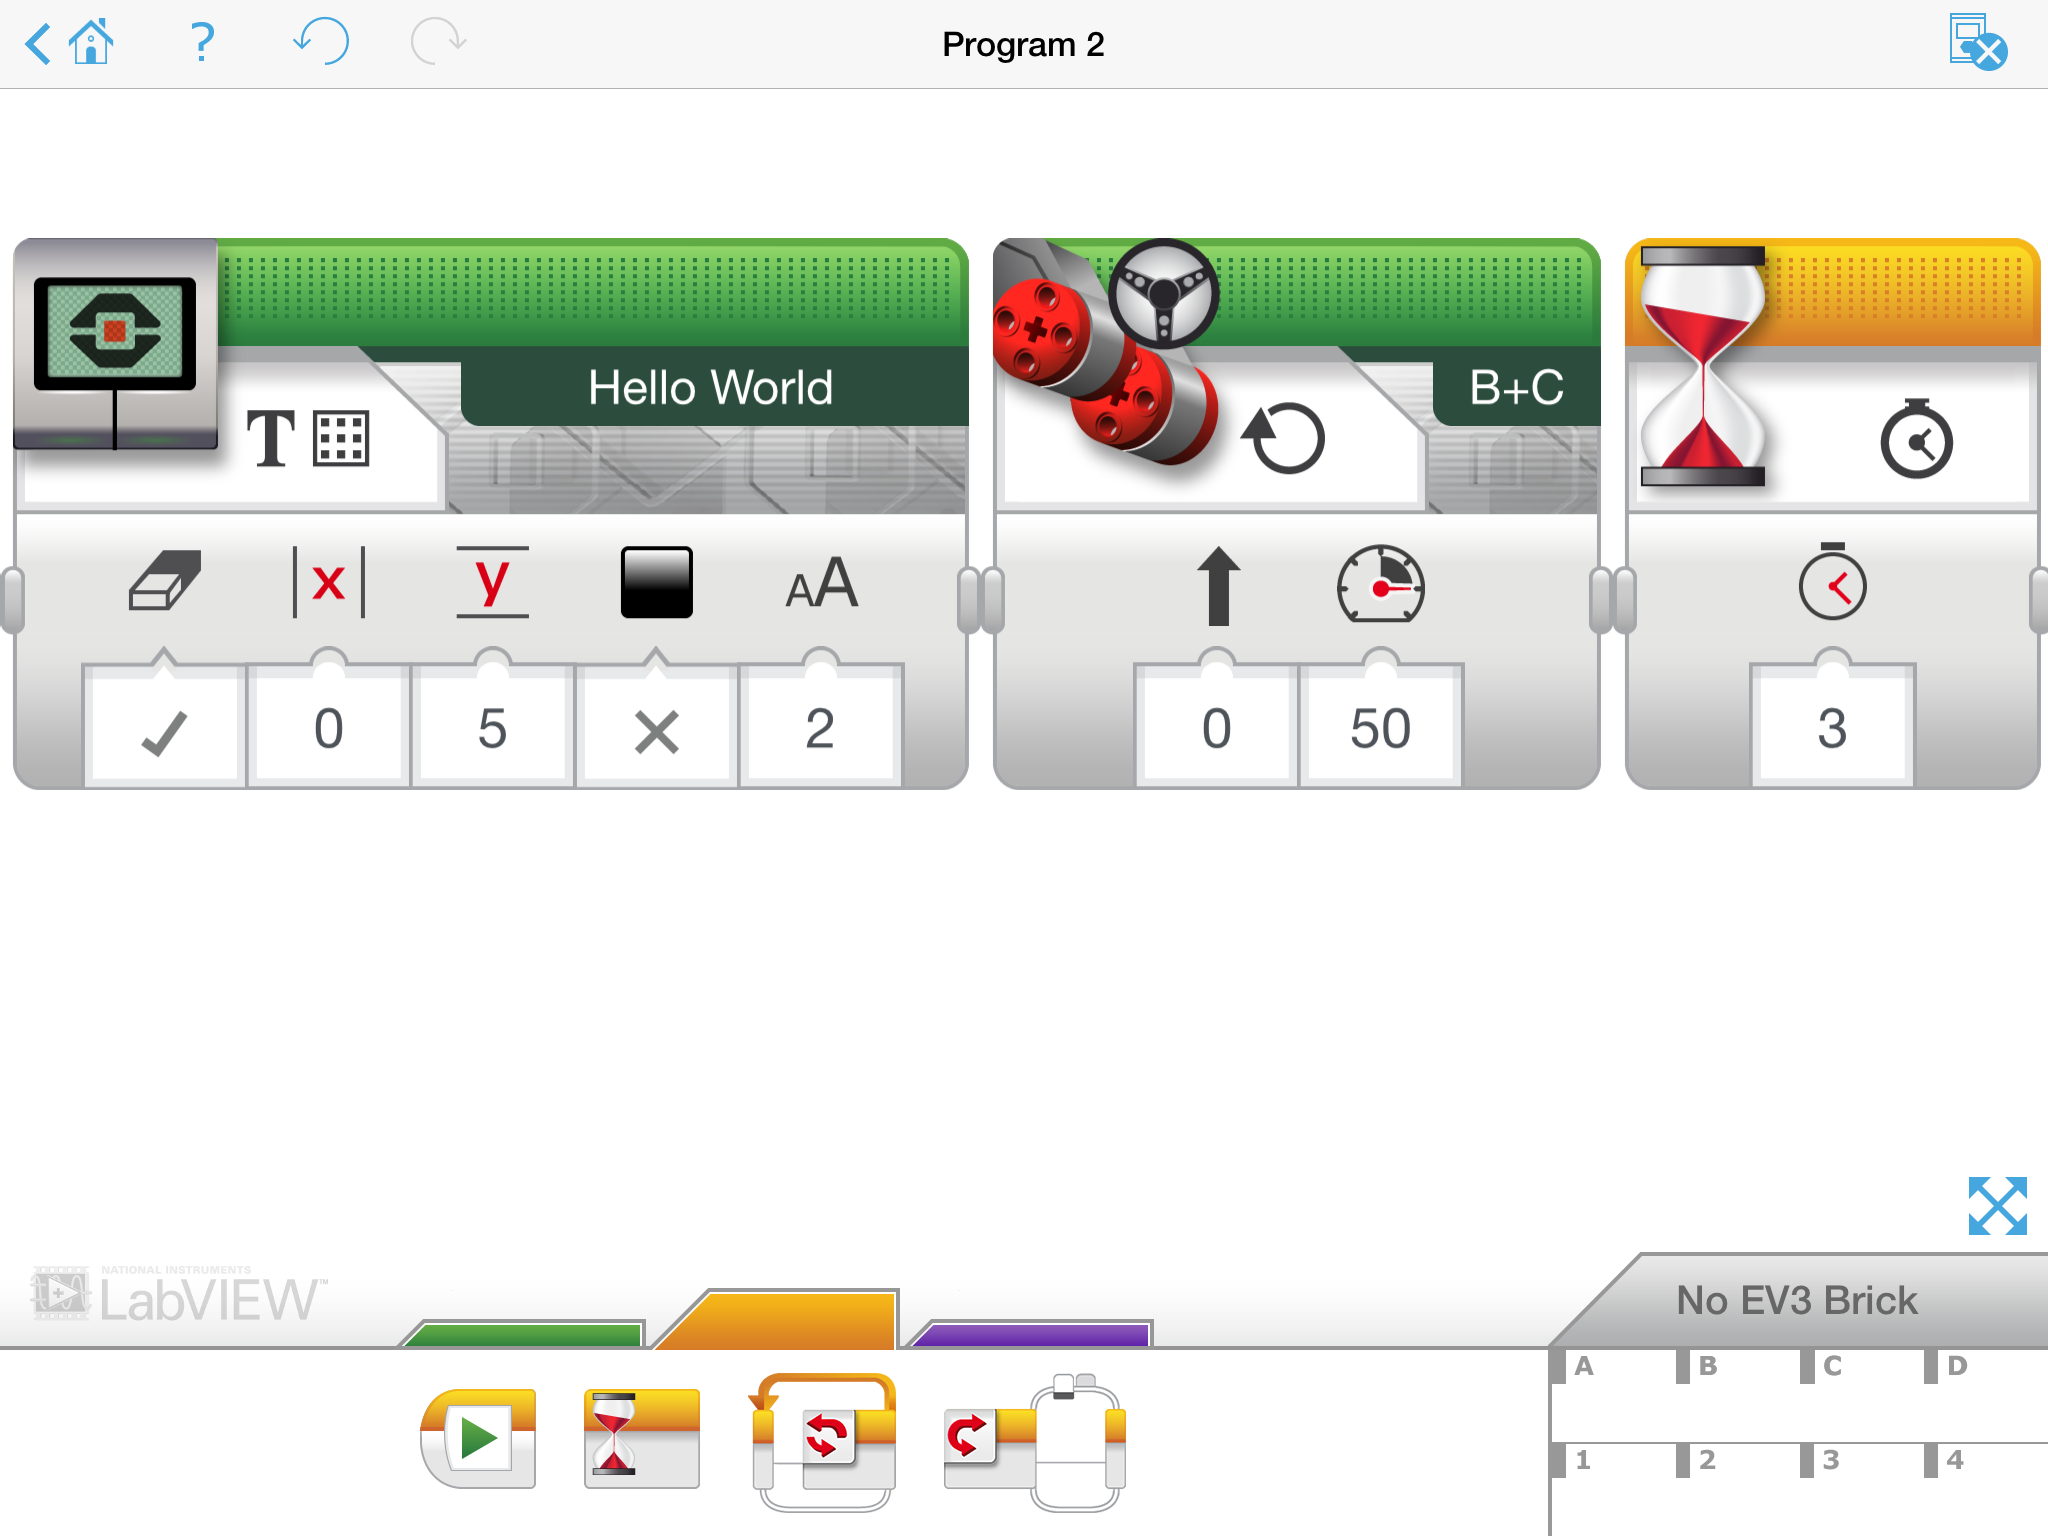 ?
Program 2
Hello World
B+C
T
x
y
AA
0
5
2
0
50
3
NATIONAL INSTRUMENTS
LabVIEW™
No EV3 Brick
A B C D
1 2 3 4